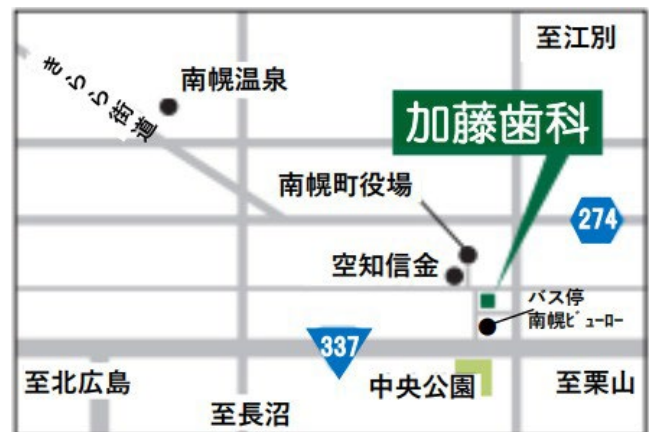 至江別
きらら街道
南幌温泉
加藤歯科
南幌町役場
274
空知信金
バス停
南幌ﾋﾞｭｰﾛｰ
337
至北広島
中央公園
至栗山
至長沼